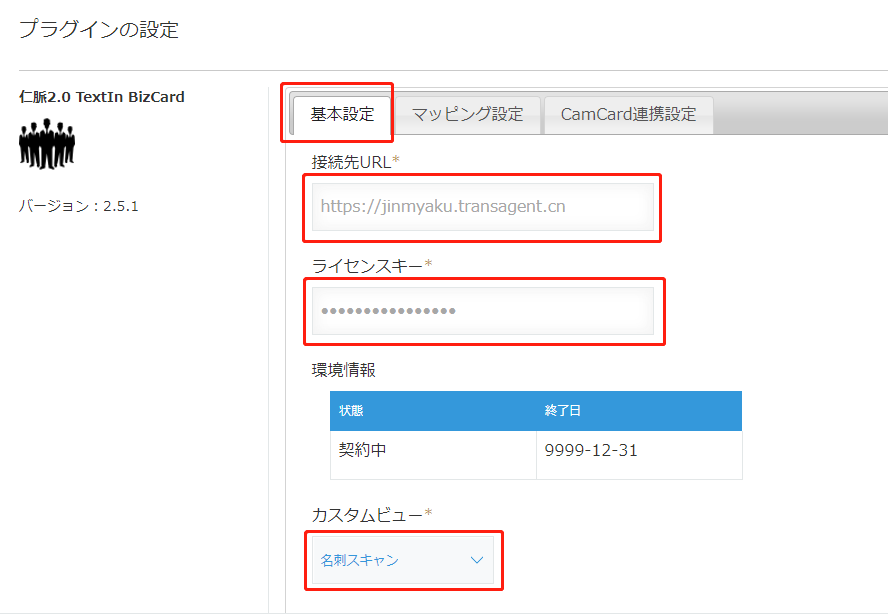 プラグインの設定
仁脈2.0 TextIn BizCard
バージョン：2.5.1
基本設定
マッピング設定
CamCard連携設定
接続先URL*
https://jinmyaku.transagent.cn
ライセンスキー*
••••••••••••••••
環境情報
状態 終了日
契約中 9999-12-31
カスタムビュー*
名刺スキャン